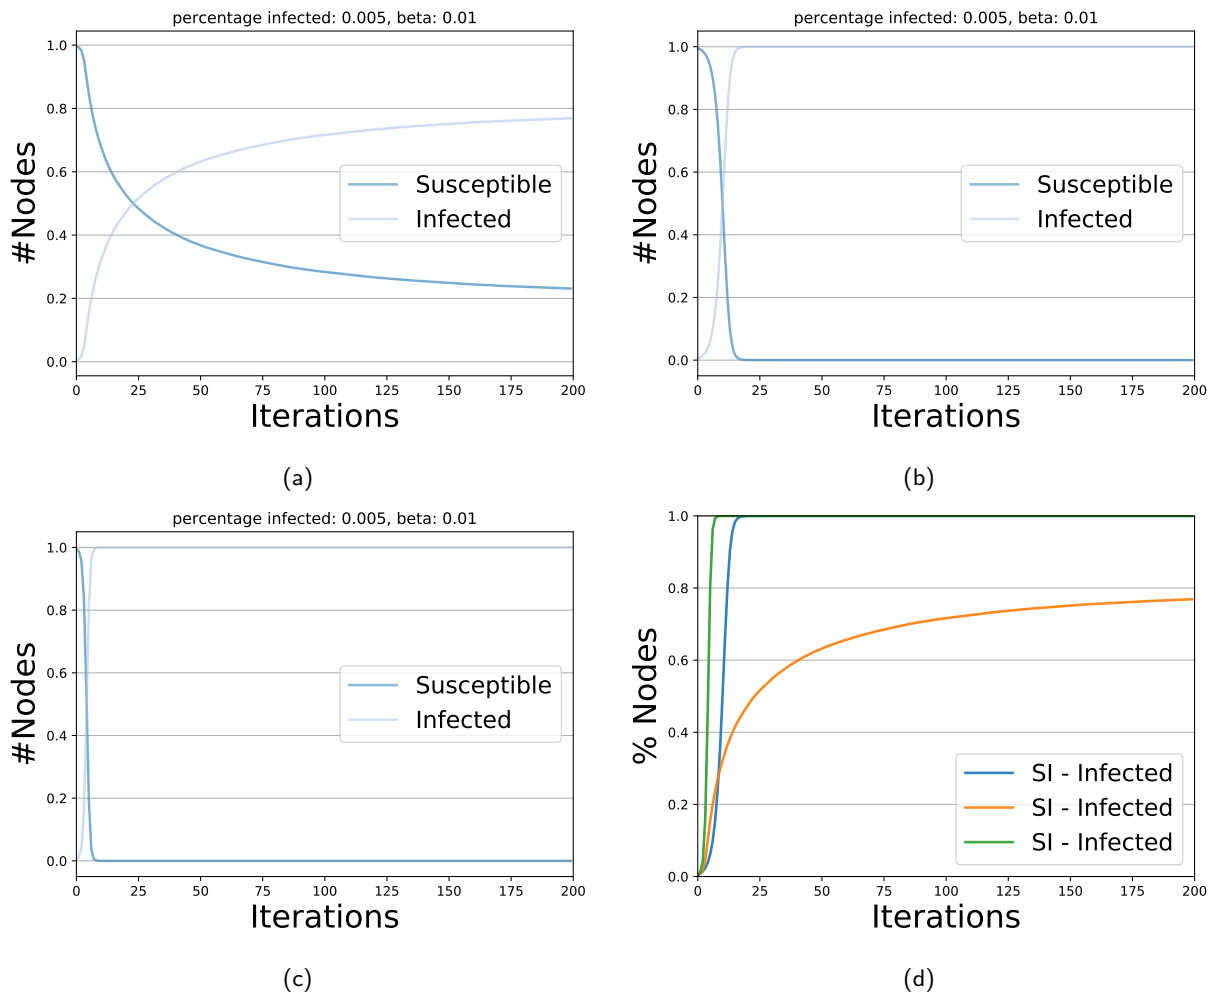 percentage infected: 0.005, beta: 0.01
1.0
0.8
0.6
0.4
0.2
0.0
#Nodes
Susceptible
Infected
0 25 50 75 100 125 150 175 200
Iterations
(a)
percentage infected: 0.005, beta: 0.01
1.0
0.8
0.6
0.4
0.2
0.0
#Nodes
Susceptible
Infected
0 25 50 75 100 125 150 175 200
Iterations
(b)
percentage infected: 0.005, beta: 0.01
1.0
0.8
0.6
0.4
0.2
0.0
#Nodes
Susceptible
Infected
0 25 50 75 100 125 150 175 200
Iterations
(c)
1.0
0.8
0.6
0.4
0.2
0.0
% Nodes
SI - Infected
SI - Infected
SI - Infected
0 25 50 75 100 125 150 175 200
Iterations
(d)